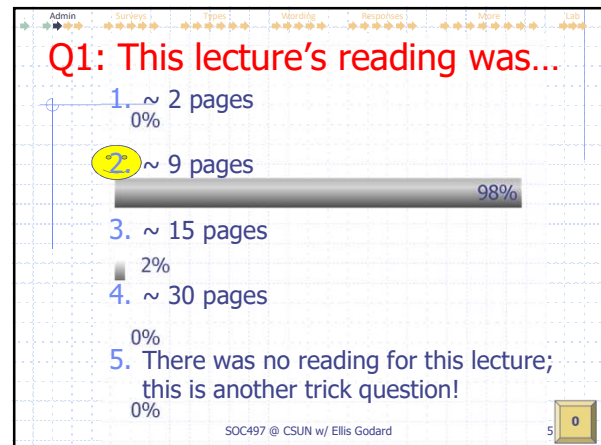 Admin Surveys Types Wording Responses More Lab
Q1: This lecture's reading was...
1. ~ 2 pages
0%
2. ~ 9 pages
98%
3. ~ 15 pages
2%
4. ~ 30 pages
0%
5. There was no reading for this lecture;
this is another trick question!
0%
SOC497 @ CSUN w/ Ellis Godard 5 0